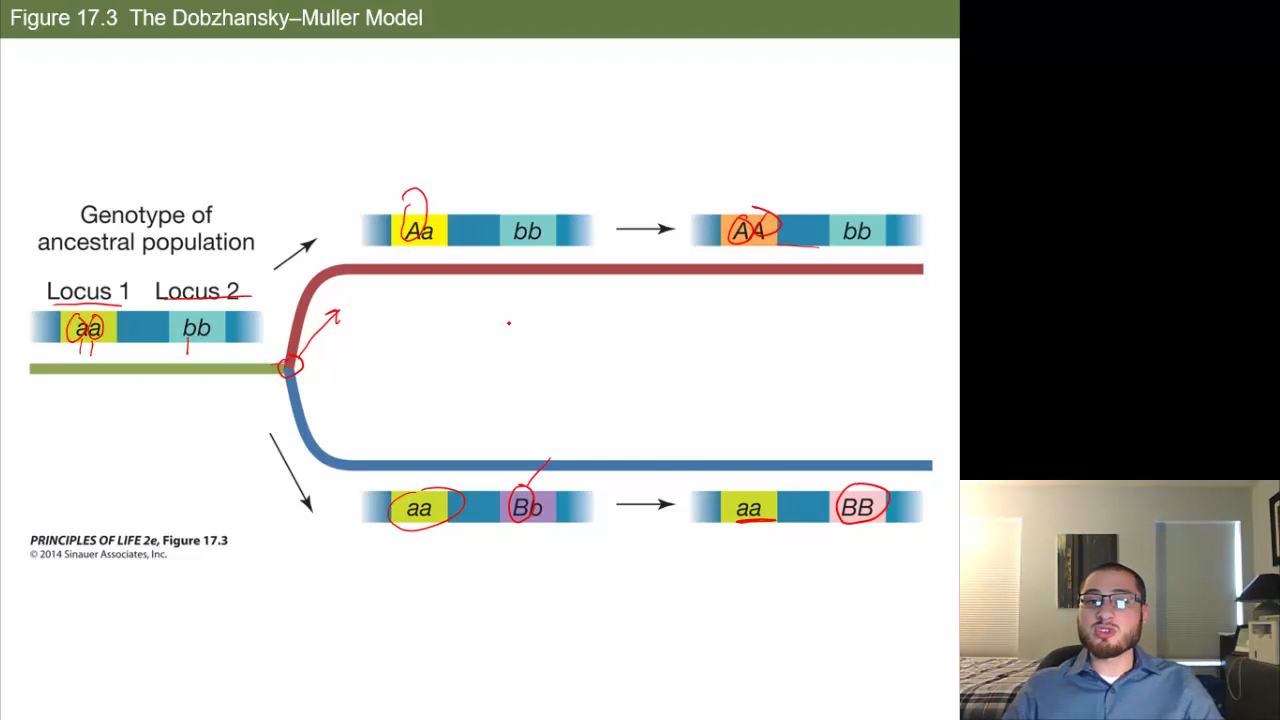 Figure 17.3 The Dobzhansky–Muller Model
Genotype of
ancestral population
Locus 1 Locus 2
aa bb
Aa bb
AA bb
aa Bb
aa BB
PRINCIPLES OF LIFE 2e, Figure 17.3
© 2014 Sinauer Associates, Inc.